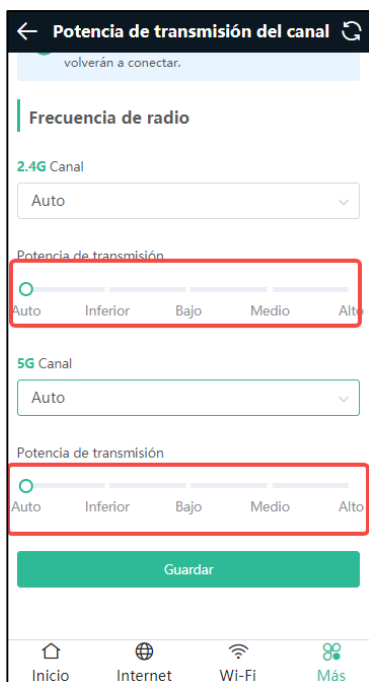 Potencia de transmisión del canal
volverán a conectar.
Frecuencia de radio
2.4G Canal
Auto
Potencia de transmisión
Auto Inferior Bajo Medio Alto
5G Canal
Auto
Potencia de transmisión
Auto Inferior Bajo Medio Alto
Guardar
Inicio Internet Wi-Fi Más